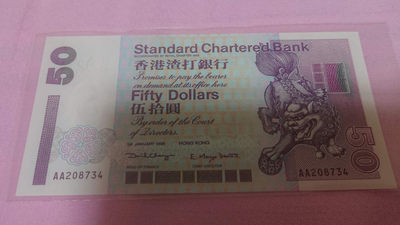 50
Standard Chartered Bank
香港渣打銀行
Promises to pay the bearer
on demand at its office here
Fifty Dollars
伍拾圓
By order of the Court
of Directors.
HONG KONG
AA208734
50
AA208734